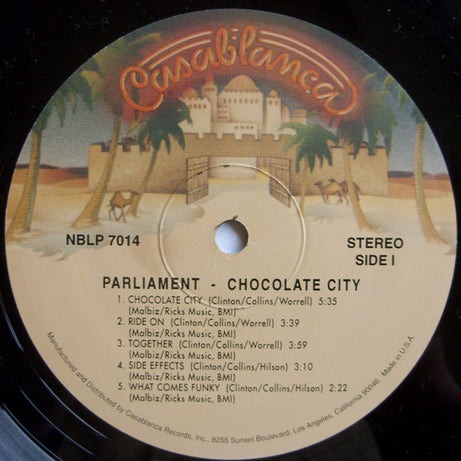 Casablanca
NBLP 7014
STEREO
SIDE I
PARLIAMENT - CHOCOLATE CITY
1. CHOCOLATE CITY (Clinton/Collins/Worrell) 5:35
(Malbiz/Ricks Music, BMI)
2. RIDE ON (Clinton/Collins/Worrell) 3:39
(Malbiz/Ricks Music, BMI)
3. TOGETHER (Clinton/Collins/Worrell) 3:59
(Malbiz/Ricks Music, BMI)
4. SIDE EFFECTS (Clinton/Collins/Hilson) 3:10
(Malbiz/Ricks Music, BMI)
5. WHAT COMES FUNKY (Clinton/Collins/Hilson) 2:22
(Malbiz/Ricks Music, BMI)
Manufactured and Distributed by Casablanca Records, Inc., 8255 Sunset Boulevard, Los Angeles, California 90046. Made in U.S.A.